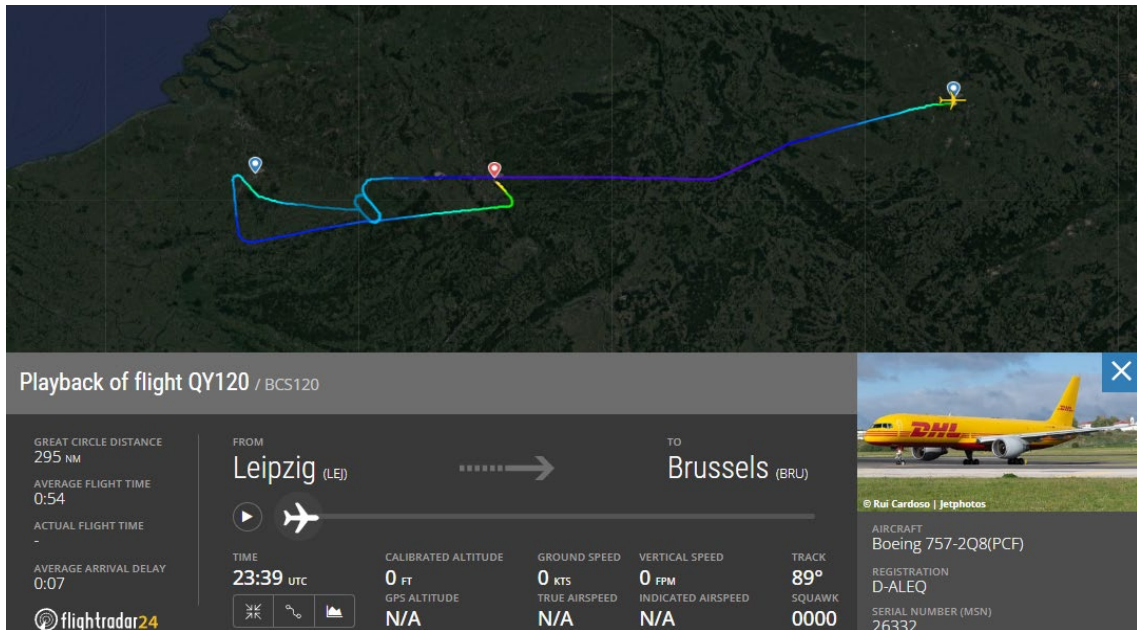 Playback of flight QY120 / BCS120
GREAT CIRCLE DISTANCE
295 NM
AVERAGE FLIGHT TIME
0:54
ACTUAL FLIGHT TIME
-
AVERAGE ARRIVAL DELAY
0:07
flightradar24
FROM
Leipzig (LEJ)
TO
Brussels (BRU)
TIME
23:39 UTC
CALIBRATED ALTITUDE
0 FT
GPS ALTITUDE
N/A
GROUND SPEED
0 KTS
TRUE AIRSPEED
N/A
VERTICAL SPEED
0 FPM
INDICATED AIRSPEED
N/A
TRACK
89°
SQUAWK
0000
DHL
© Rui Cardoso | Jetphotos
AIRCRAFT
Boeing 757-2Q8(PCF)
REGISTRATION
D-ALEQ
SERIAL NUMBER (MSN)
26332